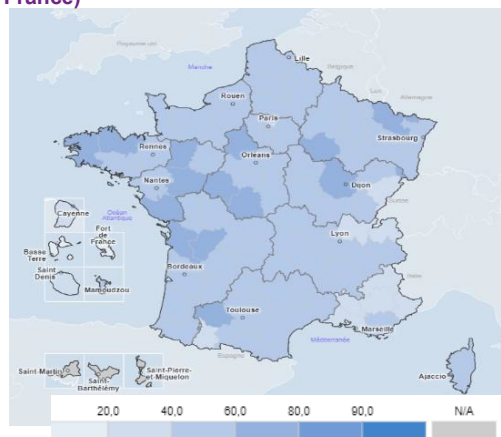 France)
Royaume-uni
Belgique
Manche
Lille
Lux
Allemagne
Rouen
Paris
Strasbourg
Rennes
Orléans
Nantes
Dijon
Suisse
Océan
Atlantique
Cayenne
Fort
de
France
Basse
Terre
Lyon
Saint
Denis
Mamoudzou
Bordeaux
Italie
Toulouse
Marseille
Méditerranée
Espagne
Saint-Martin
Saint-
Barthélémy
Saint-Pierre-
et-Miquelon
Ajaccio
20,0 40,0 60,0 80,0 90,0 N/A